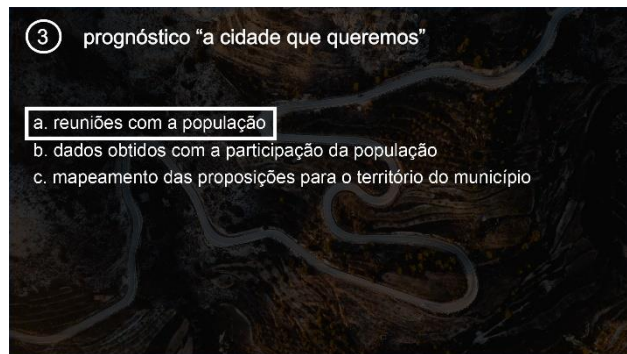 3 prognóstico “a cidade que queremos”
a. reuniões com a população
b. dados obtidos com a participação da população
c. mapeamento das proposições para o território do município